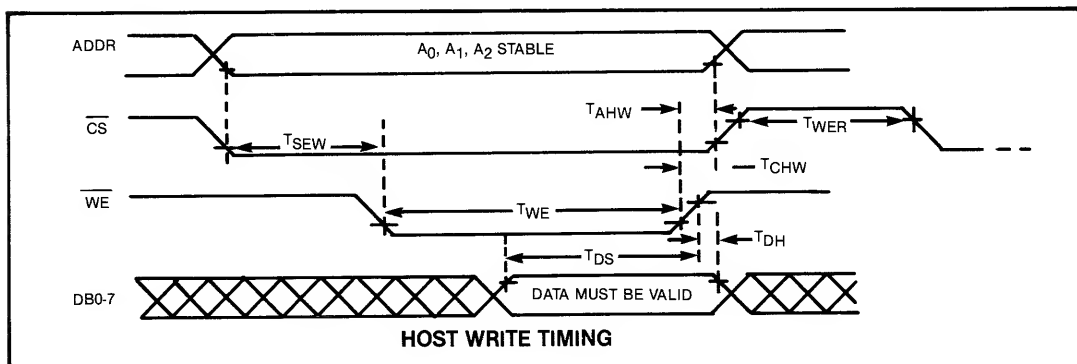 ADDR
A0, A1, A2 STABLE
TAHW
CS
TSEW
TWER
TCHW
WE
TWE
TDH
TDS
DB0-7
DATA MUST BE VALID
HOST WRITE TIMING